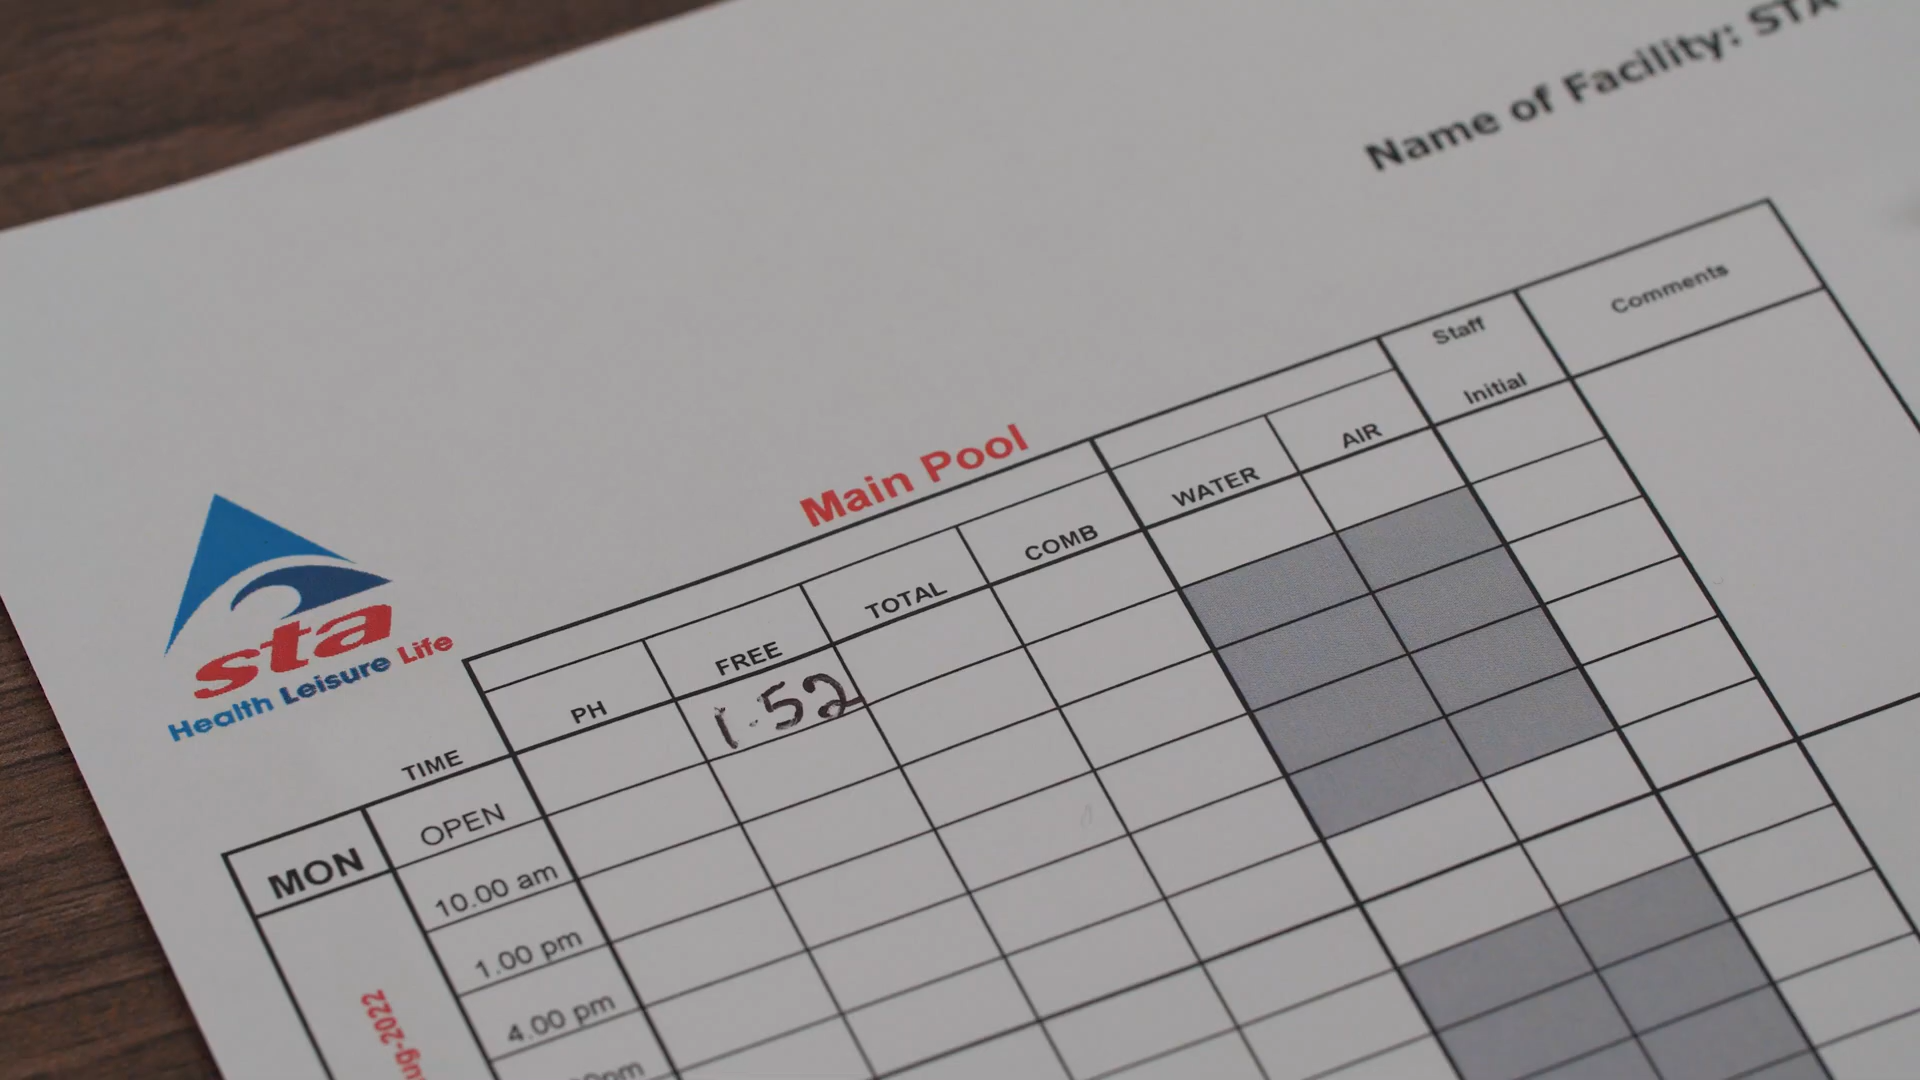 Name of Facility: STA
Main Pool
sta
Health Leisure Life
TIME PH FREE TOTAL COMB WATER AIR Staff Initial Comments
MON OPEN 1.52
10.00 am
1.00 pm
4.00 pm